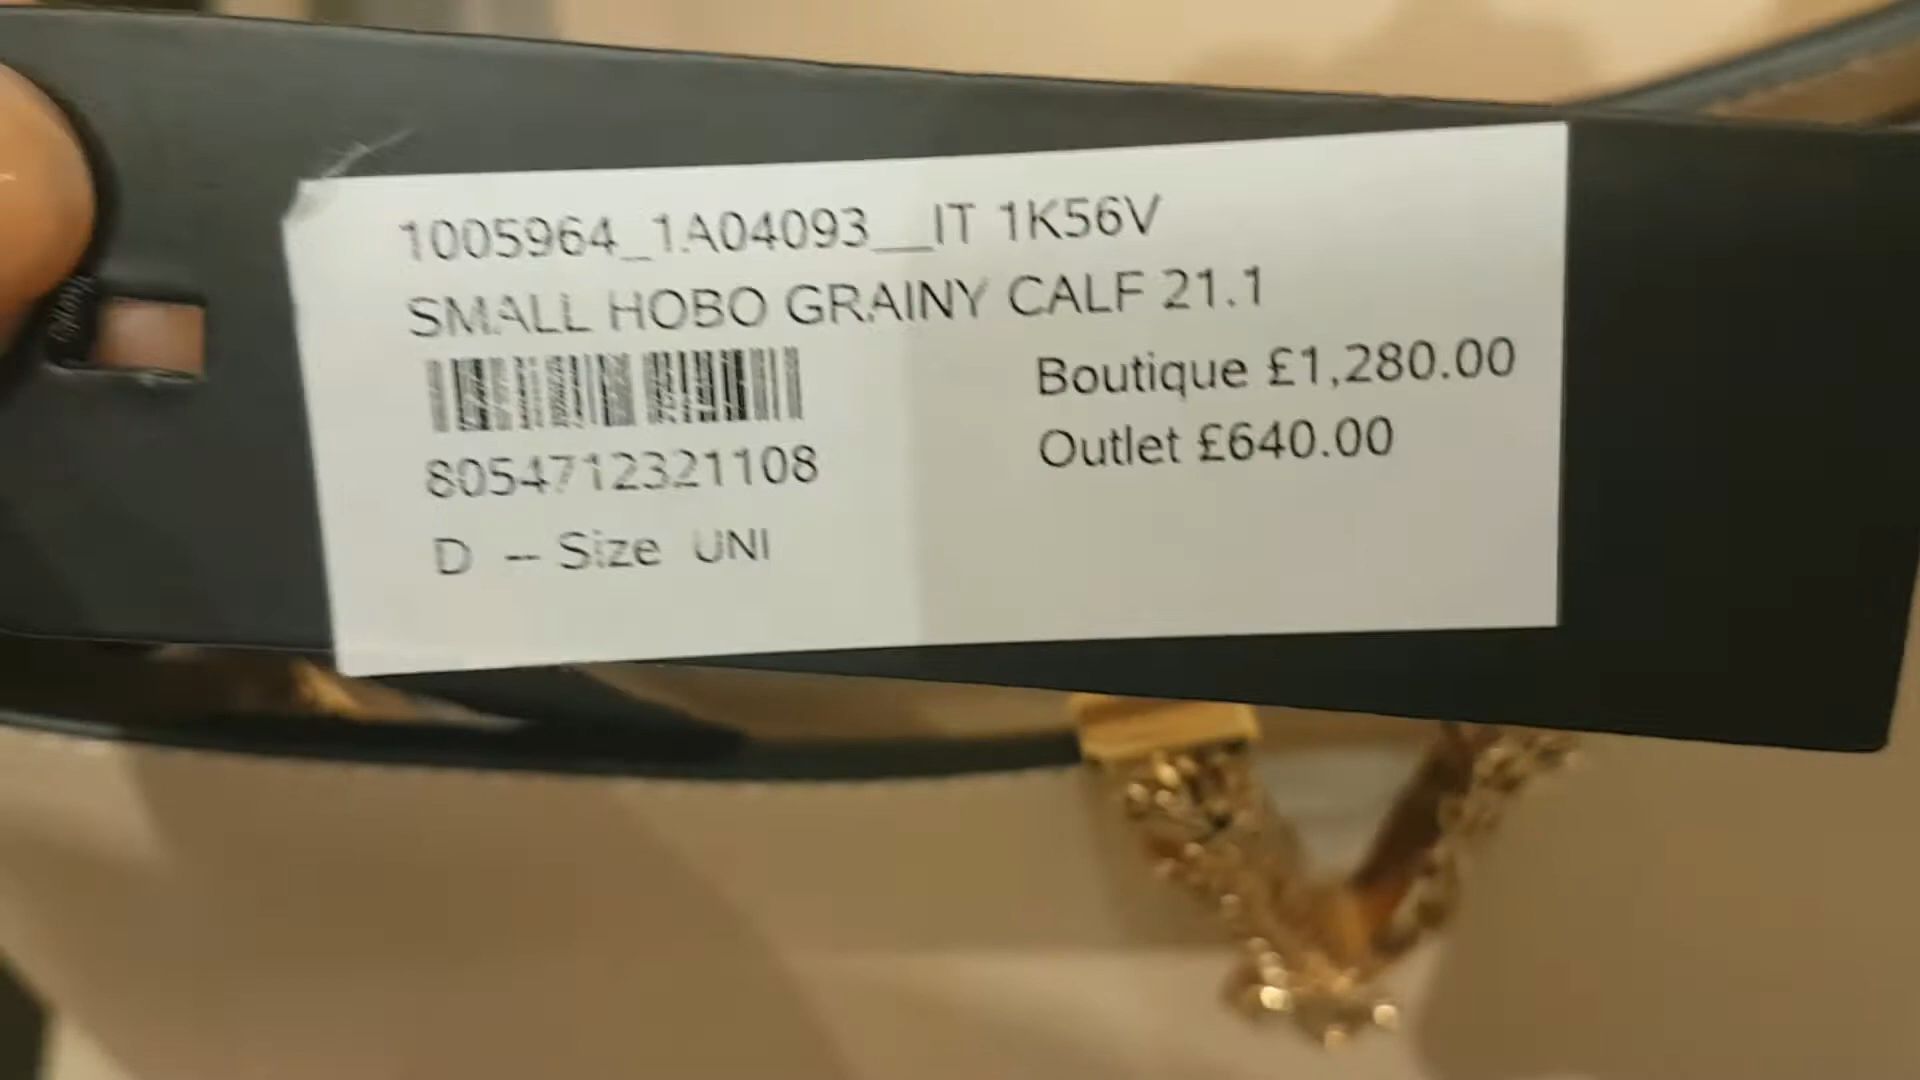 1005964_1A04093__IT 1K56V
SMALL HOBO GRAINY CALF 21.1
Boutique £1,280.00
Outlet £640.00
8054712321108
D -- Size UNI